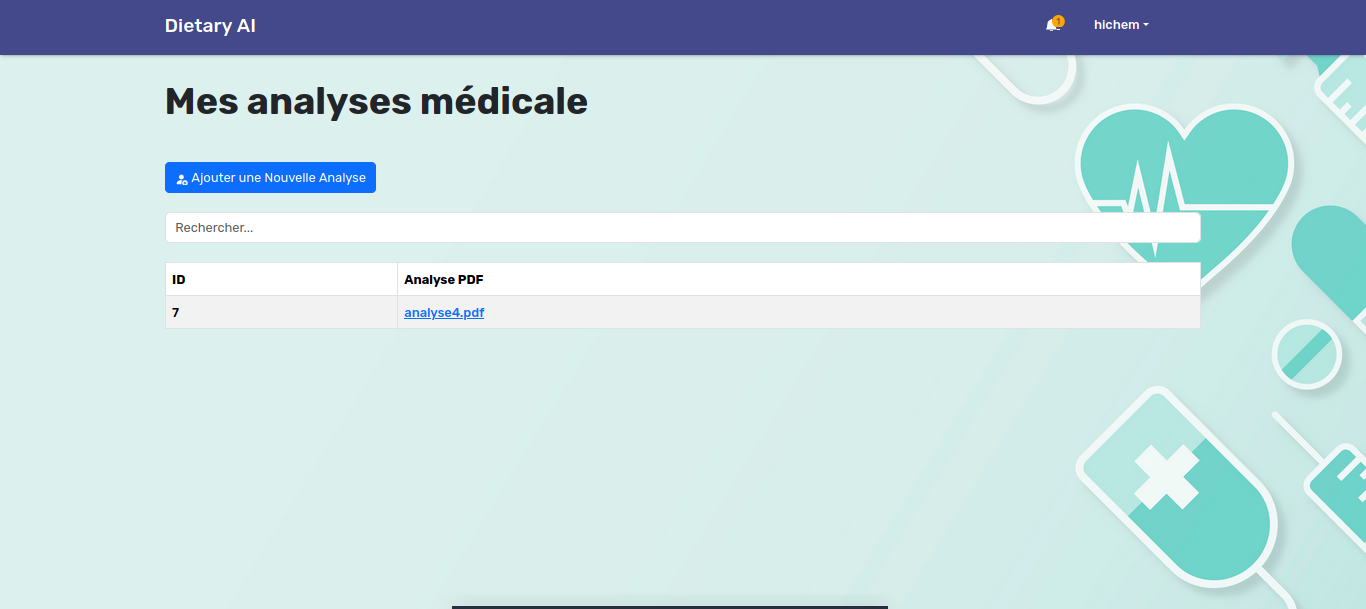 Dietary AI
1
hichem
Mes analyses médicale
Ajouter une Nouvelle Analyse
Rechercher...
ID Analyse PDF
7 analyse4.pdf